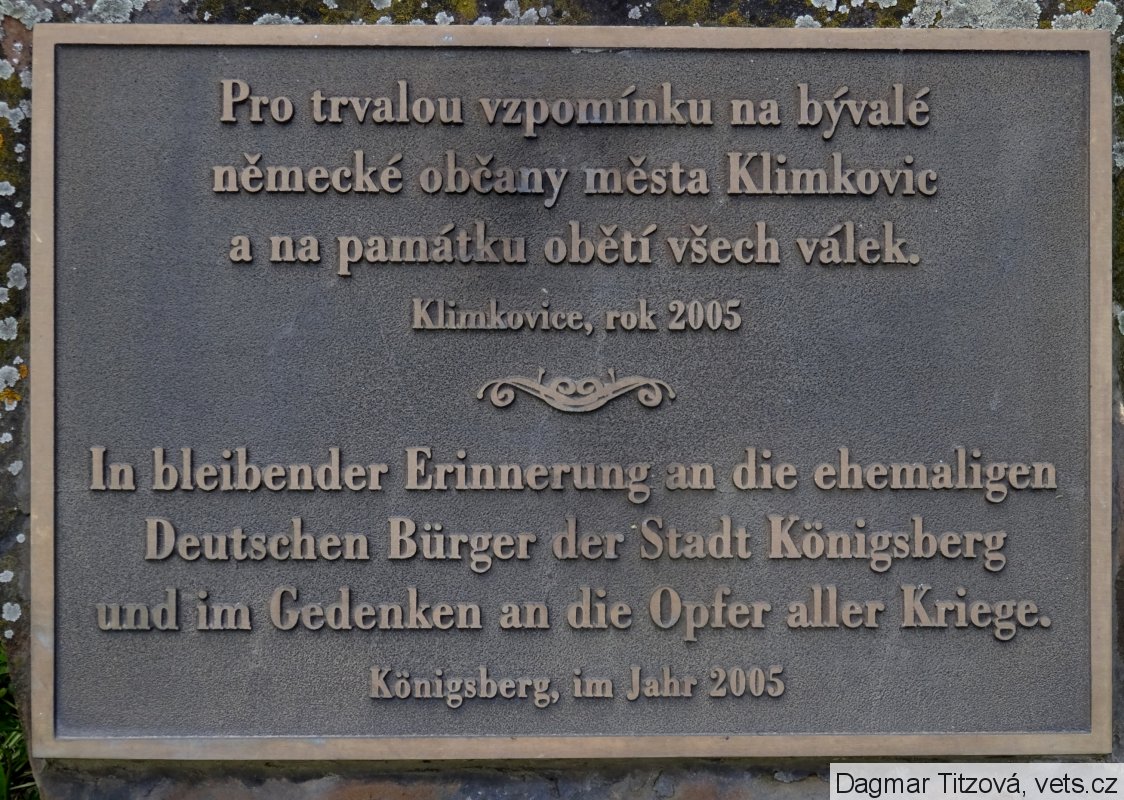 Pro trvalou vzpomínku na bývalé
německé občany města Klimkovic
a na památku obětí všech válek.
Klimkovice, rok 2005
In bleibender Erinnerung an die ehemaligen
Deutschen Bürger der Stadt Königsberg
und im Gedenken an die Opfer aller Kriege.
Königsberg, im Jahr 2005
Dagmar Titzová, vets.cz